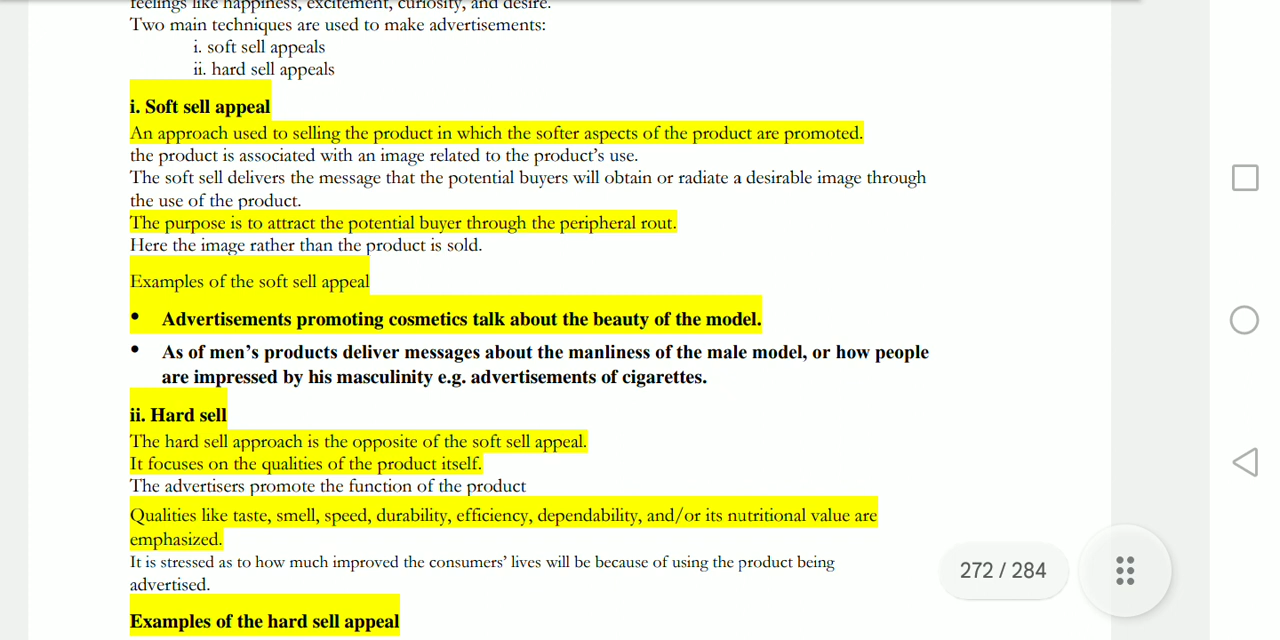 feelings like happiness, excitement, curiosity, and desire.
Two main techniques are used to make advertisements:
i. soft sell appeals
ii. hard sell appeals
i. Soft sell appeal
An approach used to selling the product in which the softer aspects of the product are promoted.
the product is associated with an image related to the product's use.
The soft sell delivers the message that the potential buyers will obtain or radiate a desirable image through
the use of the product.
The purpose is to attract the potential buyer through the peripheral rout.
Here the image rather than the product is sold.
Examples of the soft sell appeal
• Advertisements promoting cosmetics talk about the beauty of the model.
• As of men's products deliver messages about the manliness of the male model, or how people
are impressed by his masculinity e.g. advertisements of cigarettes.
ii. Hard sell
The hard sell approach is the opposite of the soft sell appeal.
It focuses on the qualities of the product itself.
The advertisers promote the function of the product
Qualities like taste, smell, speed, durability, efficiency, dependability, and/or its nutritional value are
emphasized.
It is stressed as to how much improved the consumers' lives will be because of using the product being
advertised.
272 / 284
Examples of the hard sell appeal